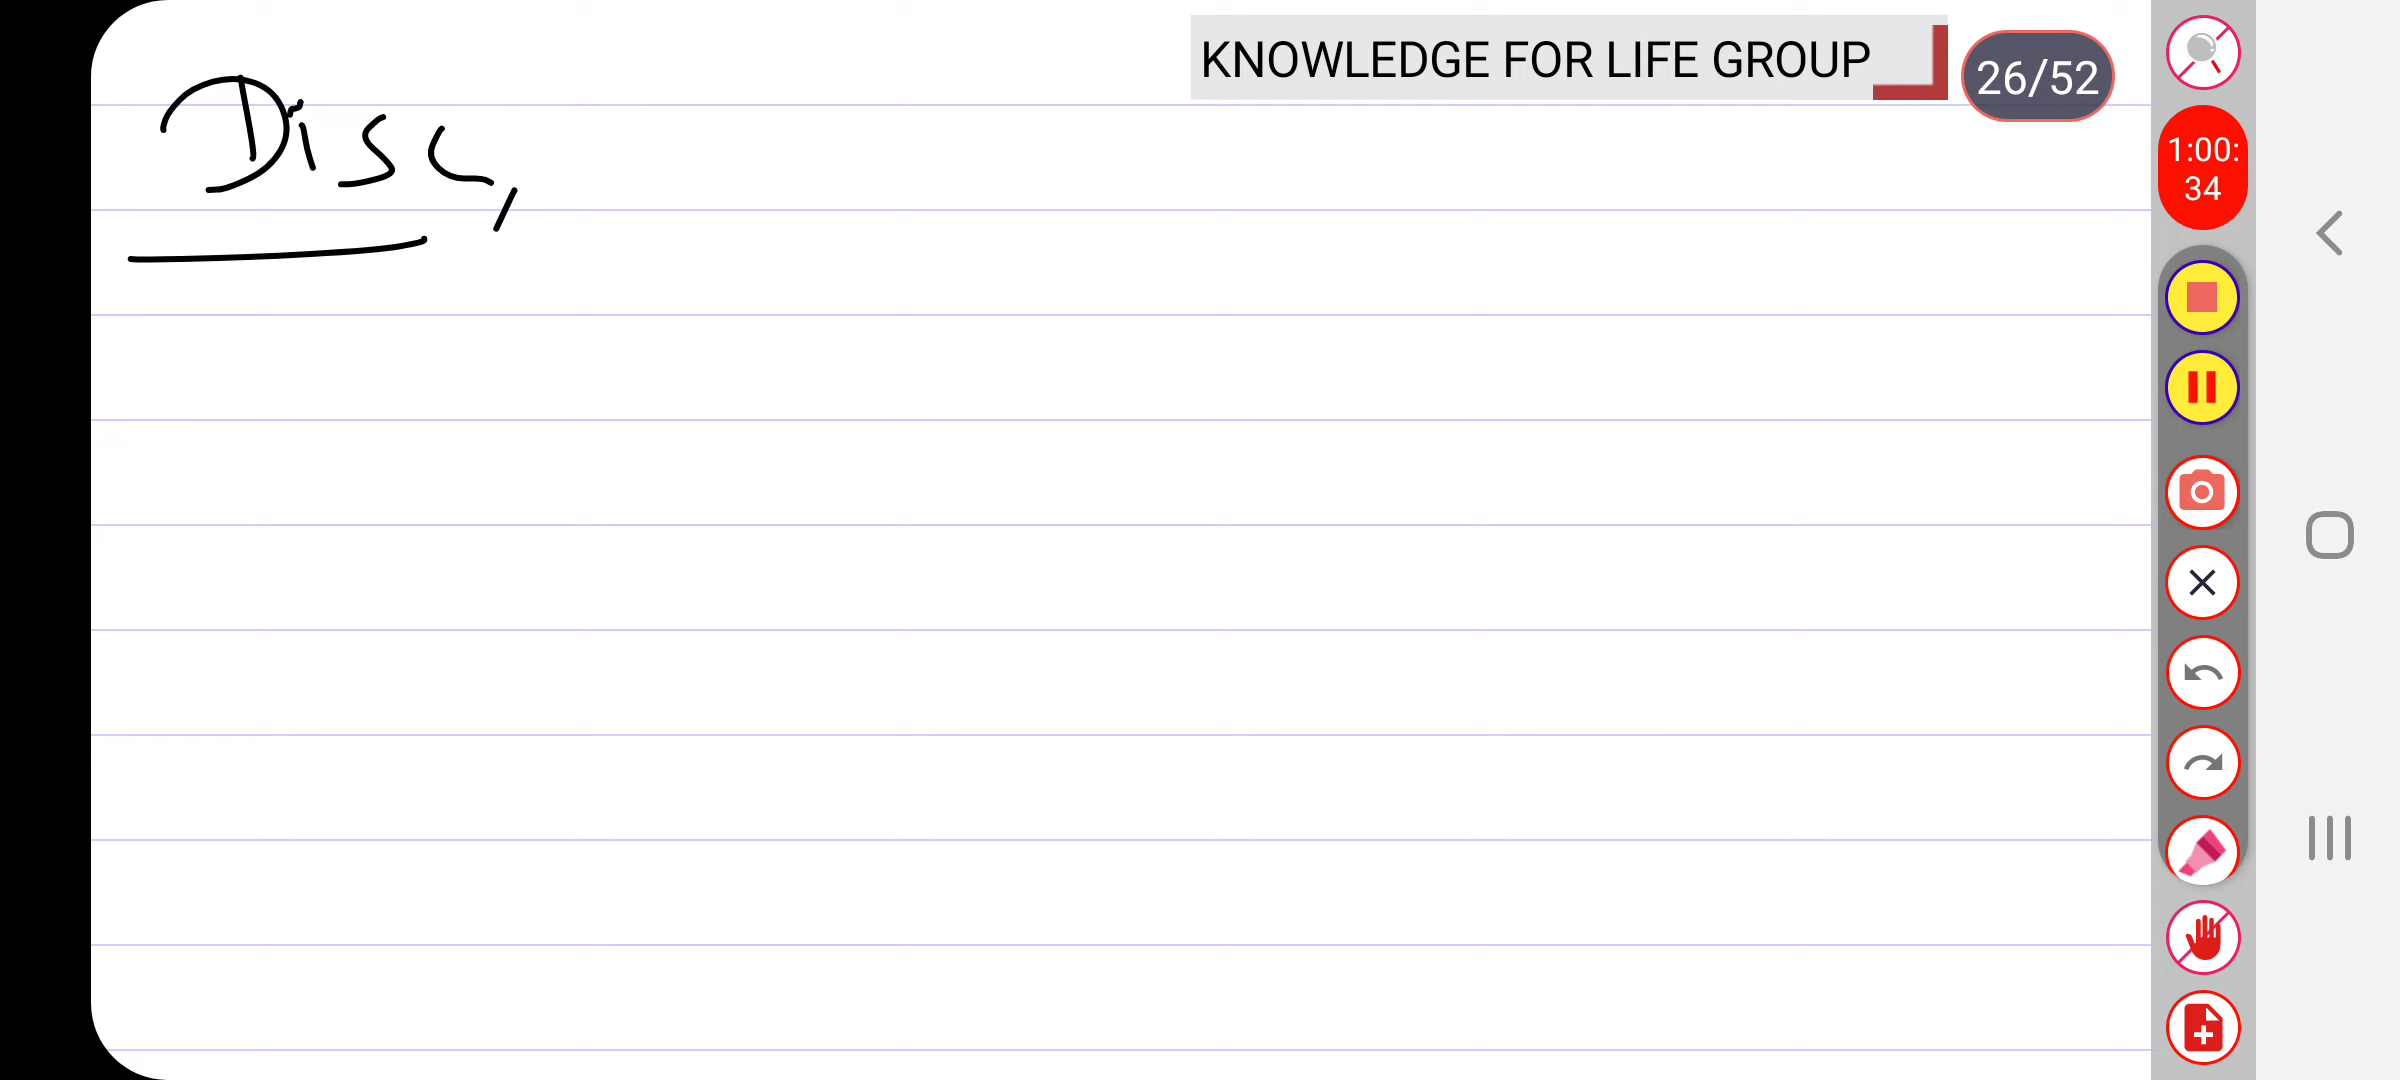 KNOWLEDGE FOR LIFE GROUP
26/52
Disc,
1:00:
34